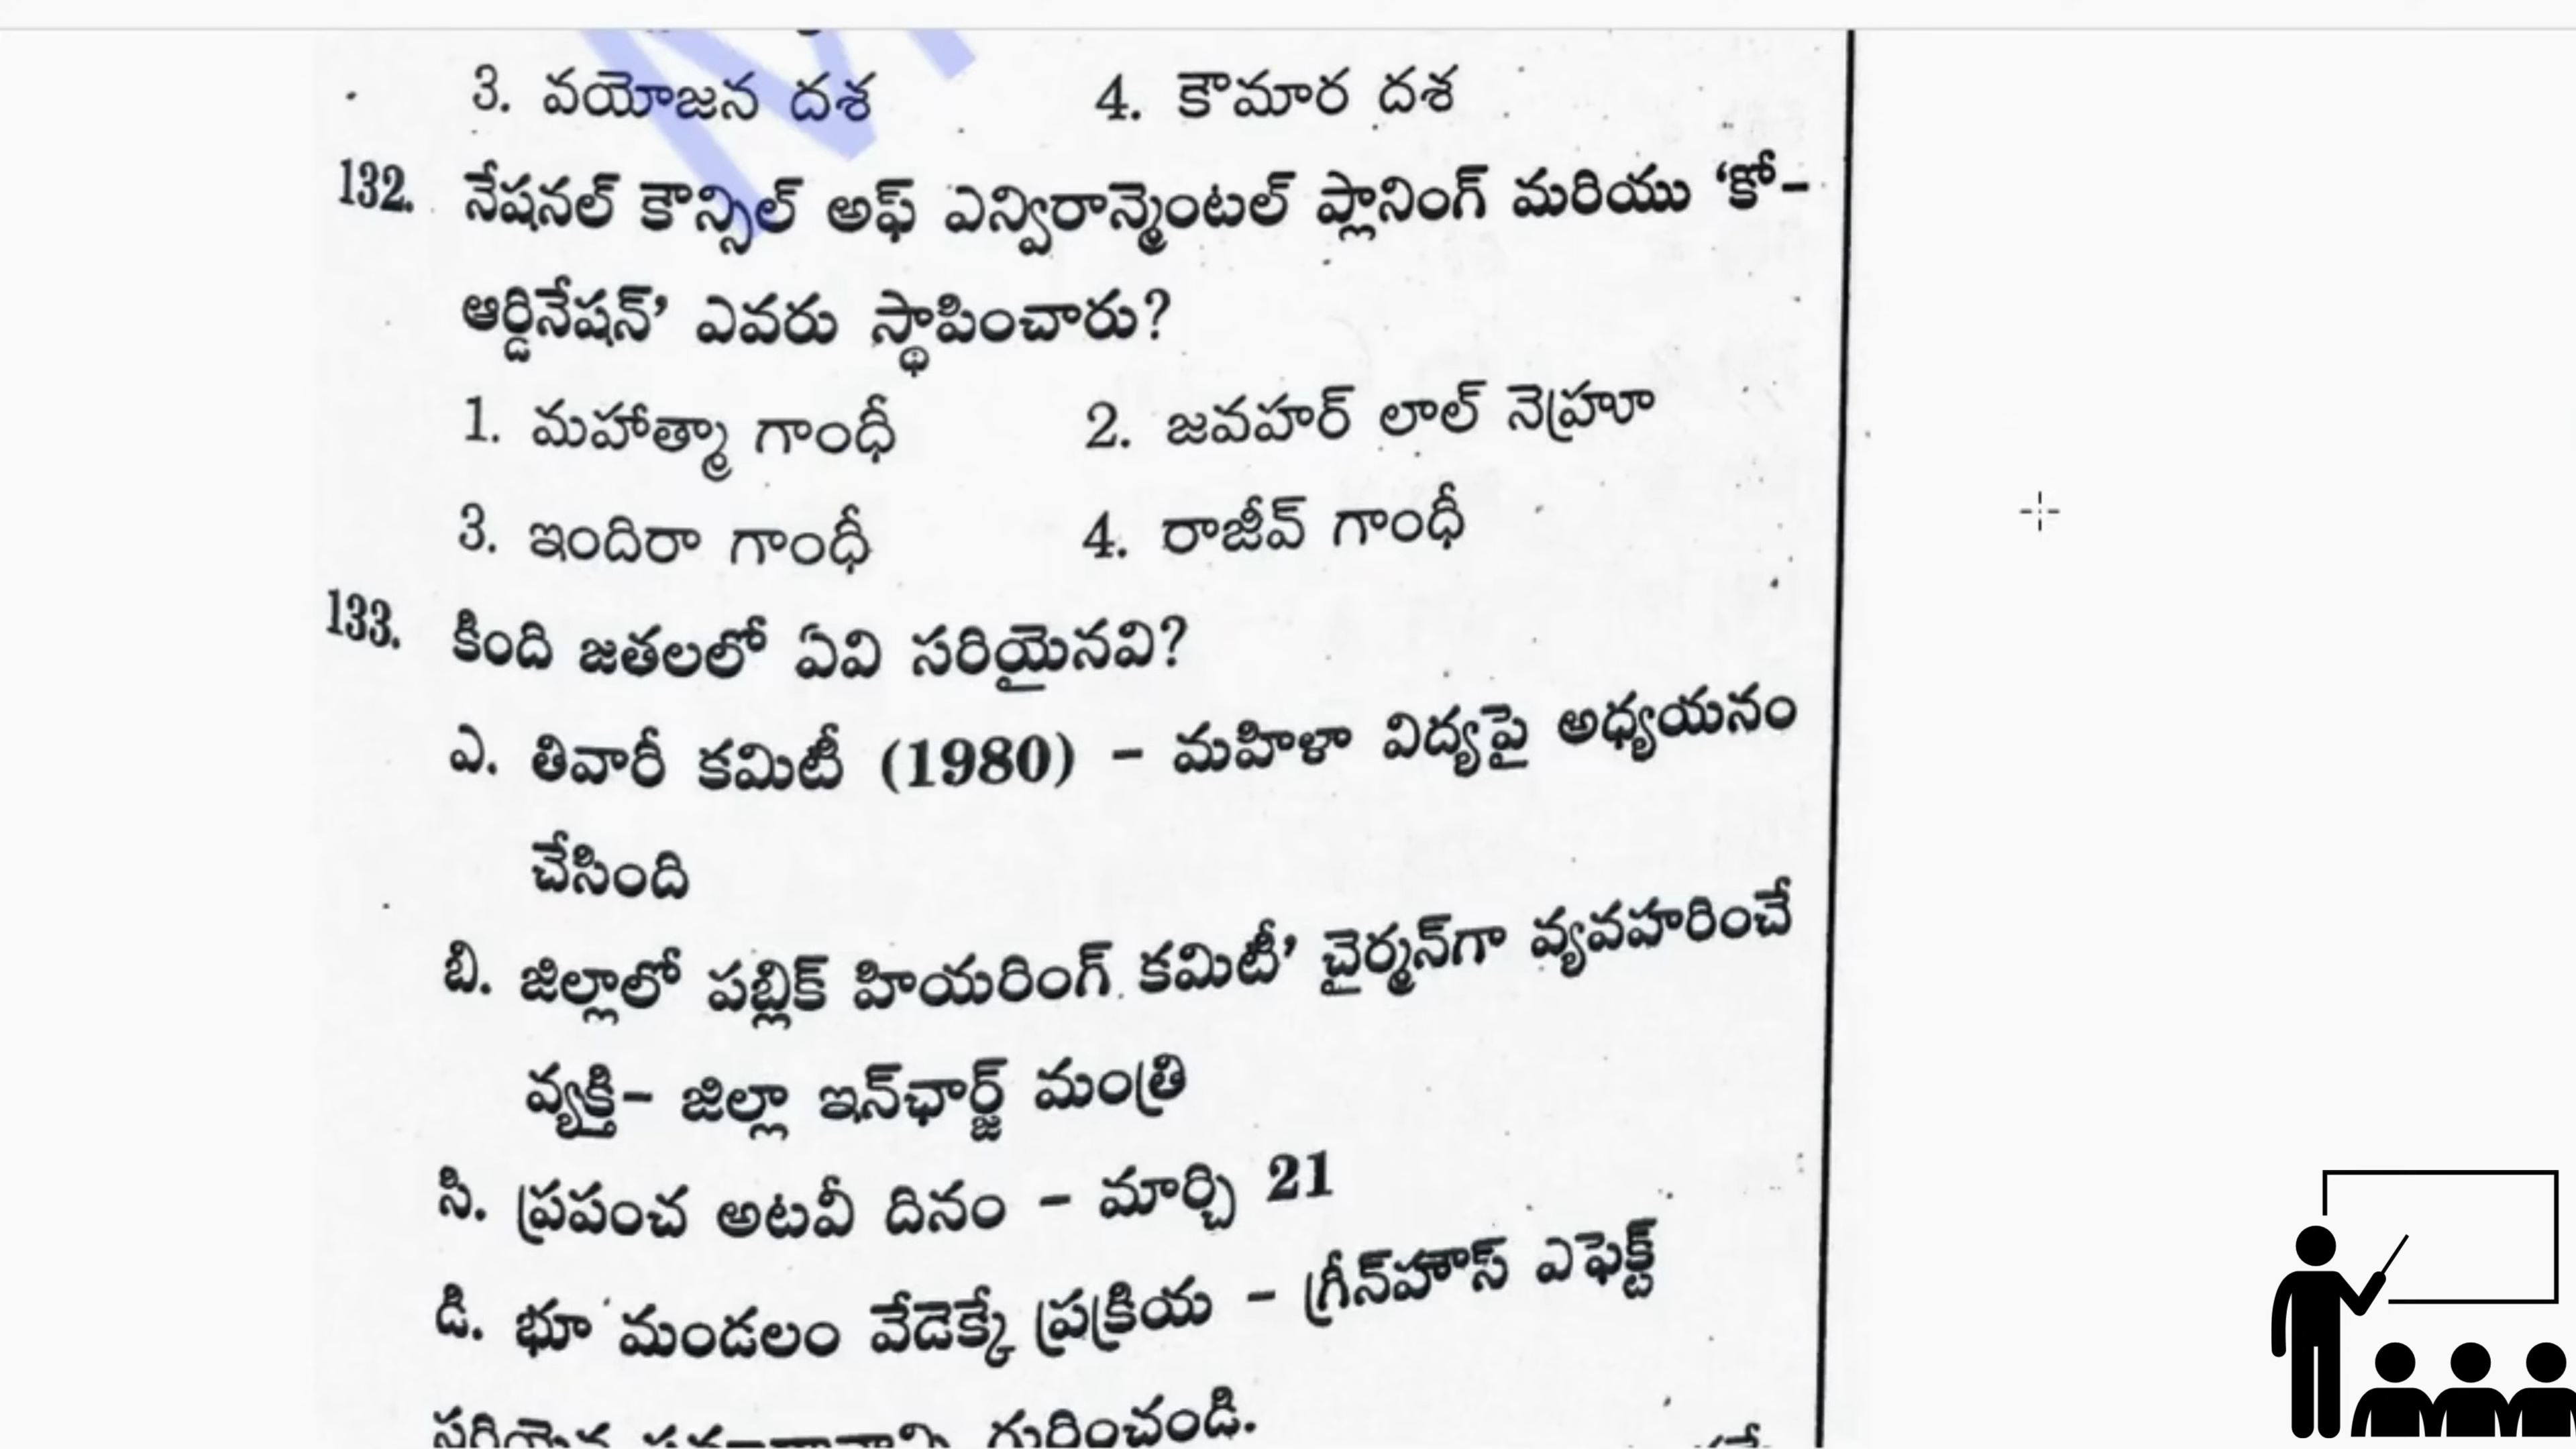 3. వయోజన దశ 4. కౌమార దశ
132. నేషనల్ కౌన్సిల్ అఫ్ ఎన్విరాన్మెంటల్ ప్లానింగ్ మరియు ‘కో-
ఆర్డినేషన్’ ఎవరు స్థాపించారు?
1. మహాత్మా గాంధీ 2. జవహర్ లాల్ నెహ్రూ
3. ఇందిరా గాంధీ 4. రాజీవ్ గాంధీ
133. కింది జతలలో ఏవి సరియైనవి?
ఎ. తివారీ కమిటీ (1980) - మహిళా విద్యపై అధ్యయనం
చేసింది
బి. జిల్లాలో పబ్లిక్ హియరింగ్ కమిటీ’ చైర్మన్‌గా వ్యవహరించే
వ్యక్తి- జిల్లా ఇన్‌ఛార్జ్ మంత్రి
సి. ప్రపంచ అటవీ దినం - మార్చి 21
డి. భూ మండలం వేడెక్కే ప్రక్రియ - గ్రీన్‌హౌస్ ఎఫెక్ట్
గురించండి.